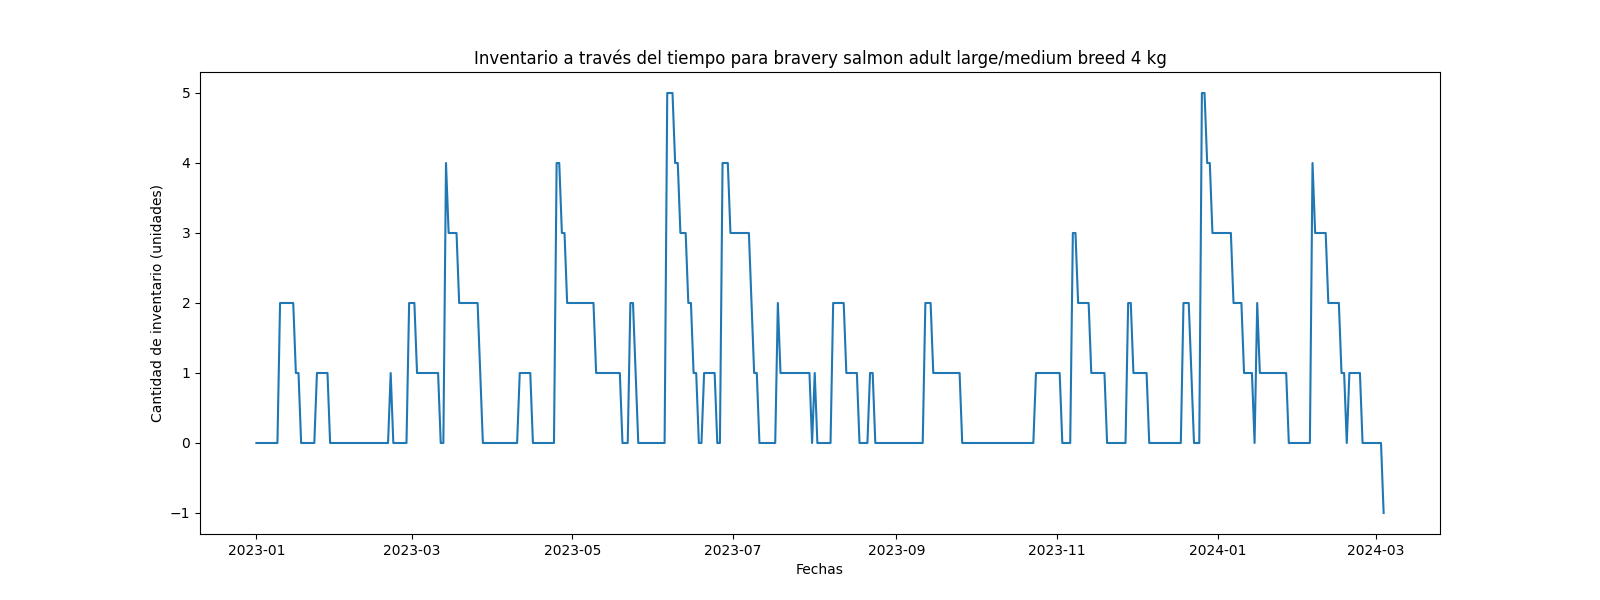 Inventario a través del tiempo para bravery salmon adult large/medium breed 4 kg
Cantidad de inventario (unidades)
5
4
3
2
1
0
−1
2023-01 2023-03 2023-05 2023-07 2023-09 2023-11 2024-01 2024-03
Fechas